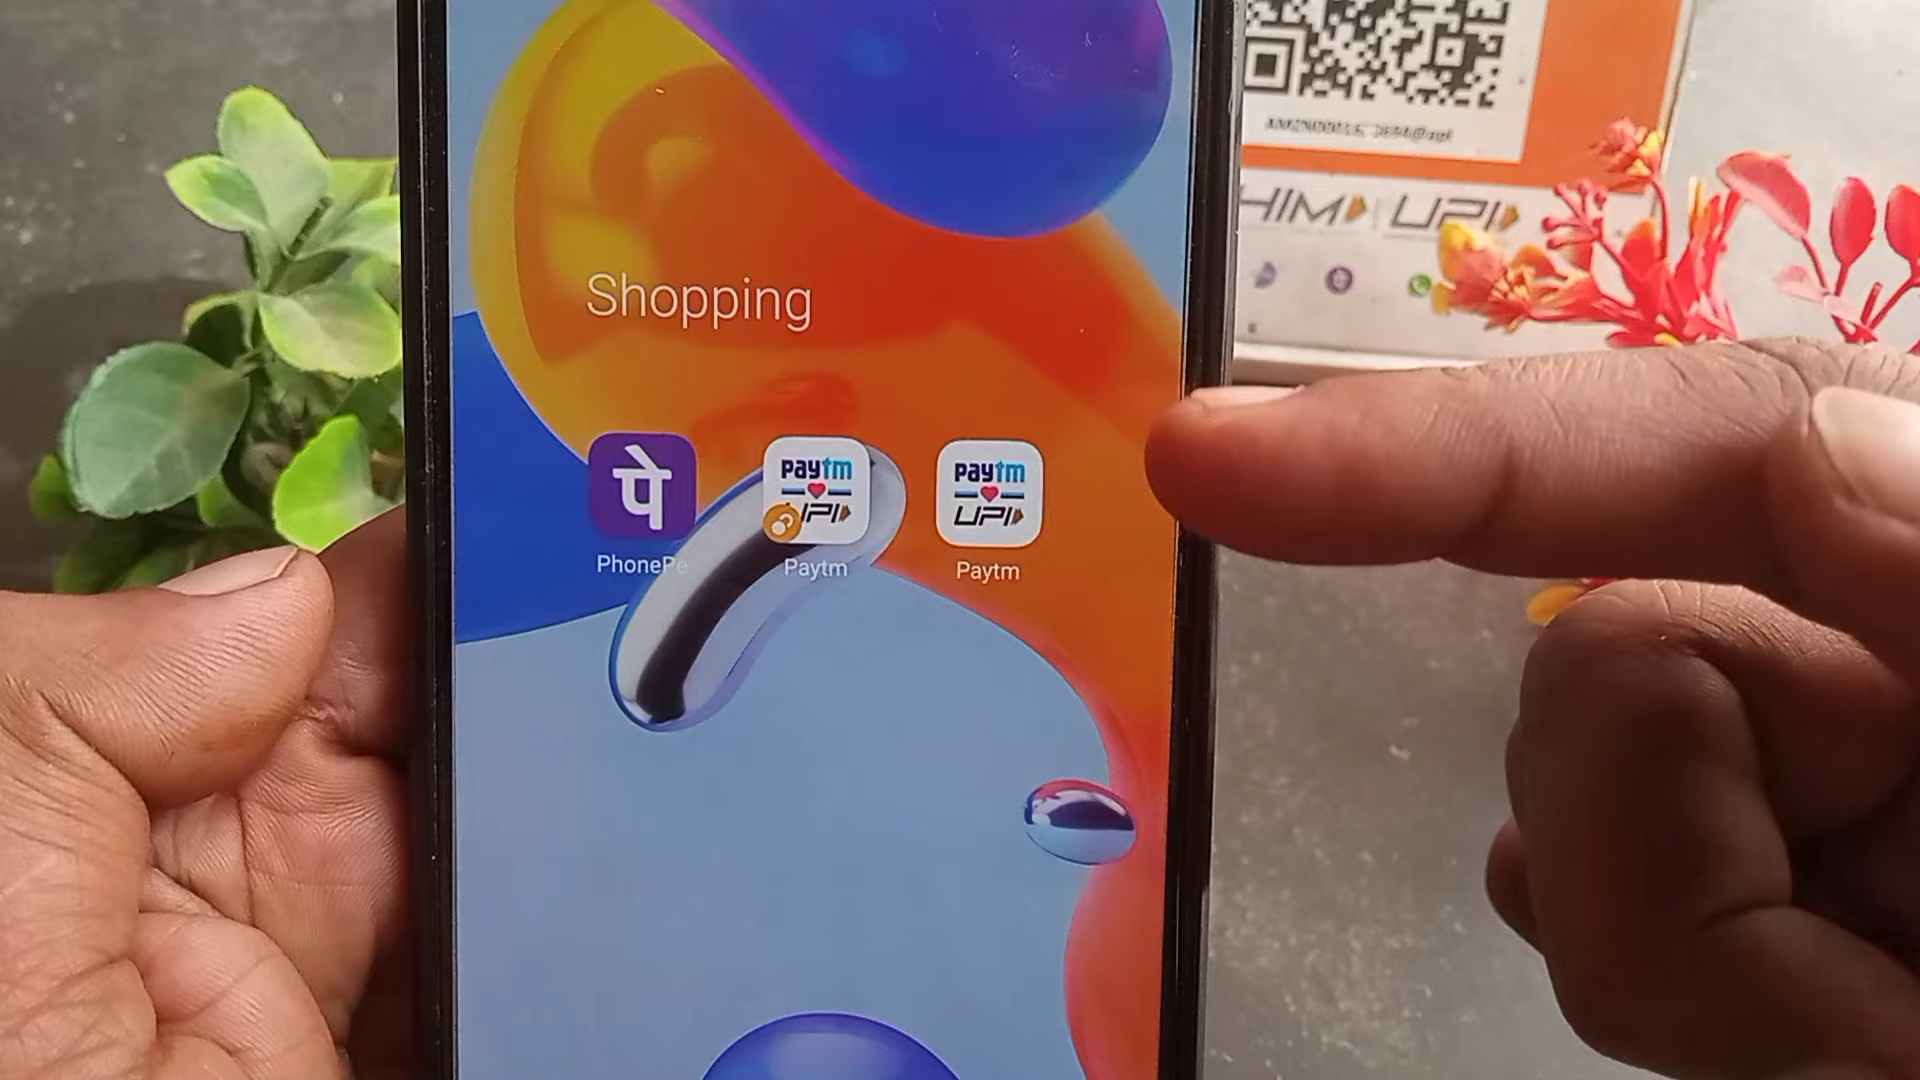 Shopping
पे
paytm
UPI
paytm
UPI
PhonePe
Paytm
Paytm
UPI